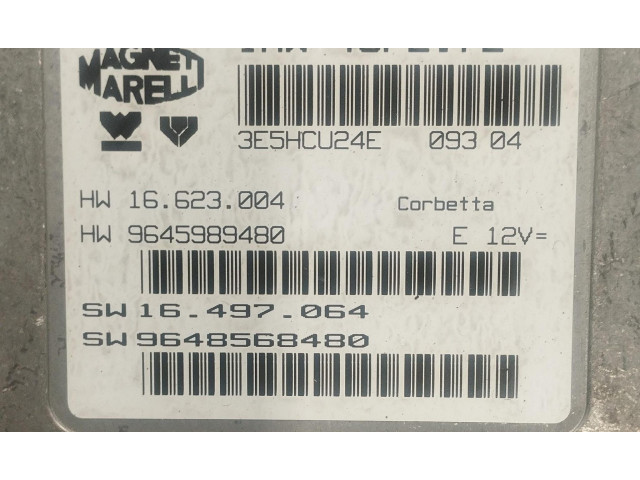 MAGNETI
MARELLI
3E5HCU24E 093 04
HW 16.623.004 Corbetta
HW 9645989480 E 12V=
SW 16.497.064
SW 9648568480